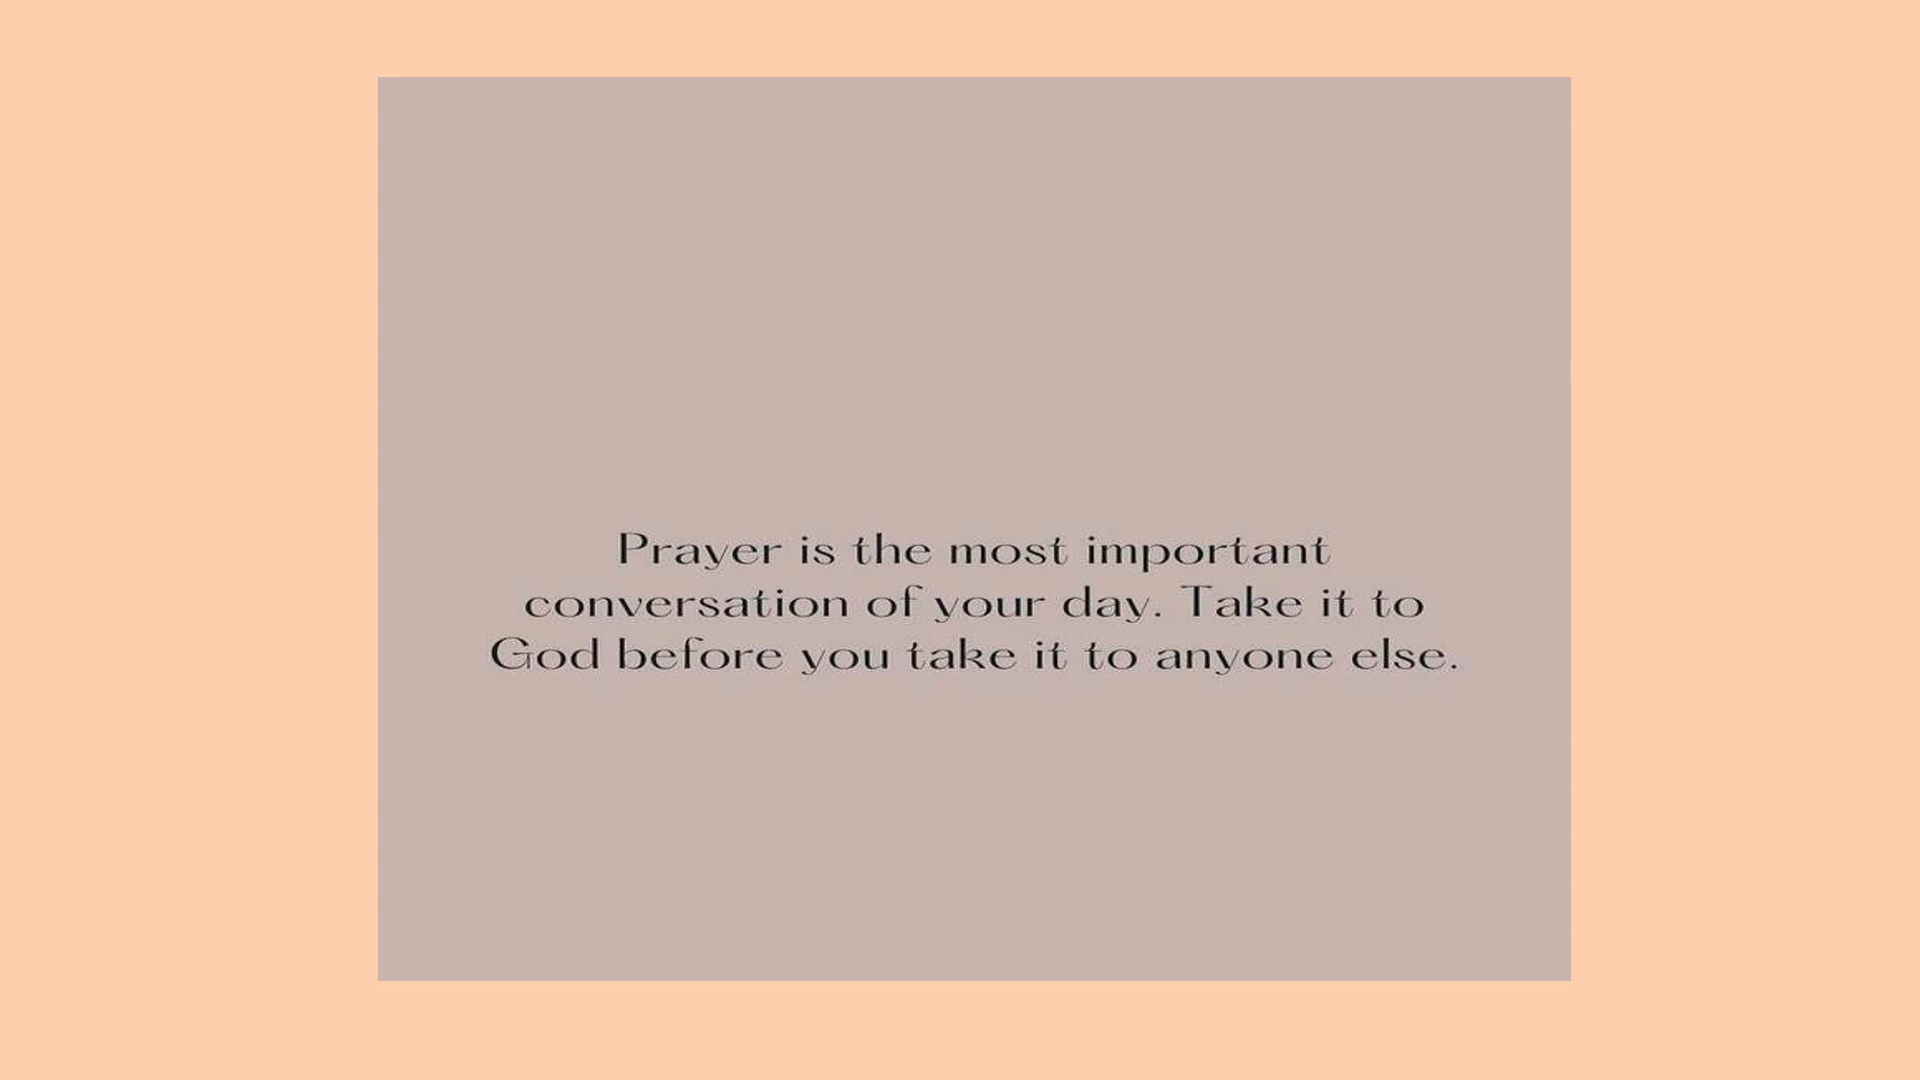 Prayer is the most important
conversation of your day. Take it to
God before you take it to anyone else.